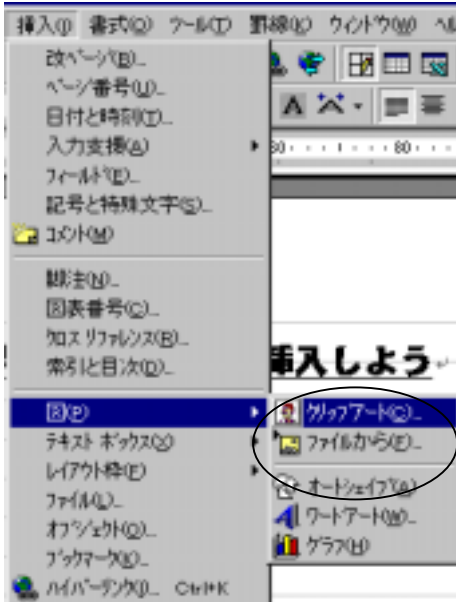 挿入(I) 書式(O) ツール(T) 罫線(K) ウィンドウ(W) ヘル
改ページ(B)...
ページ番号(U)...
日付と時刻(T)...
入力支援(A)
フィールド(E)...
記号と特殊文字(S)...
コメント(M)
脚注(N)...
図表番号(C)...
クロス リファレンス(R)...
索引と目次(D)...
挿入しよう
図(P)
クリップアート(C)...
テキスト ボックス(X)
ファイルから(F)...
レイアウト枠(F)
オートシェイプ(A)
ファイル(L)...
ワードアート(W)...
オブジェクト(O)...
グラフ(H)
ブックマーク(K)...
ハイパーリンク(I)... Ctrl+K